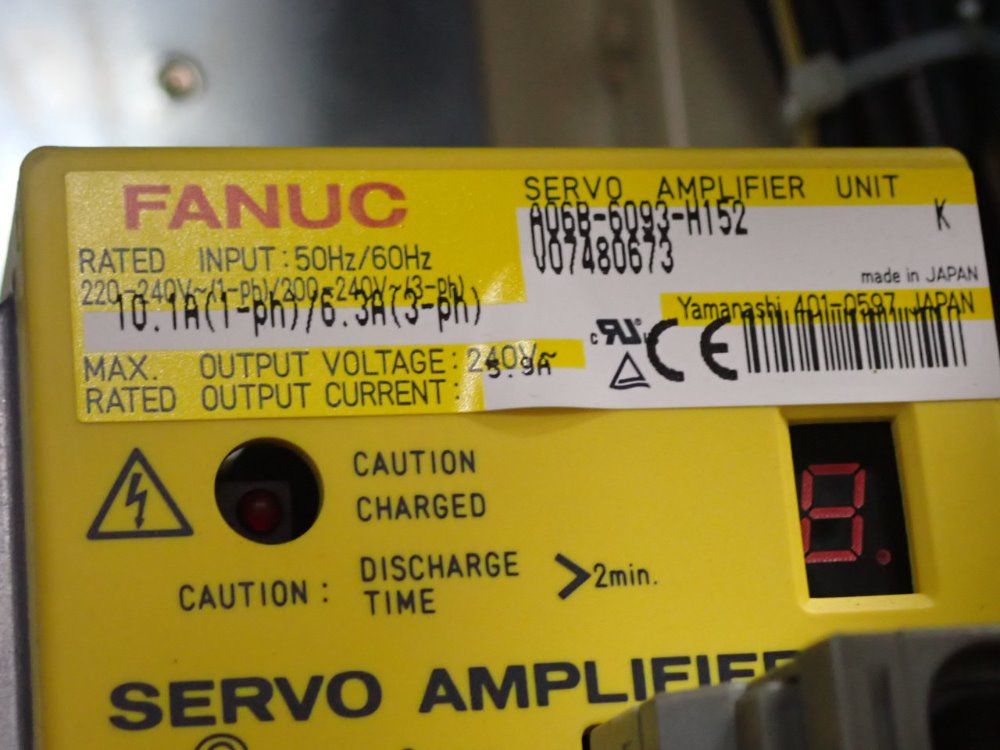 FANUC
SERVO AMPLIFIER UNIT
A06B-6093-H152 K
V07480673
made in JAPAN
Yamanashi 401-0597 JAPAN
RATED INPUT: 50Hz/60Hz
220-240V~(1-ph)/200-240V~(3-ph)
10.1A(1-ph)/6.3A(3-ph)
MAX. OUTPUT VOLTAGE: 240V~
RATED OUTPUT CURRENT: 5.9A
CE
CAUTION
CHARGED
8.
CAUTION: DISCHARGE TIME >2min.
SERVO AMPLIFIER